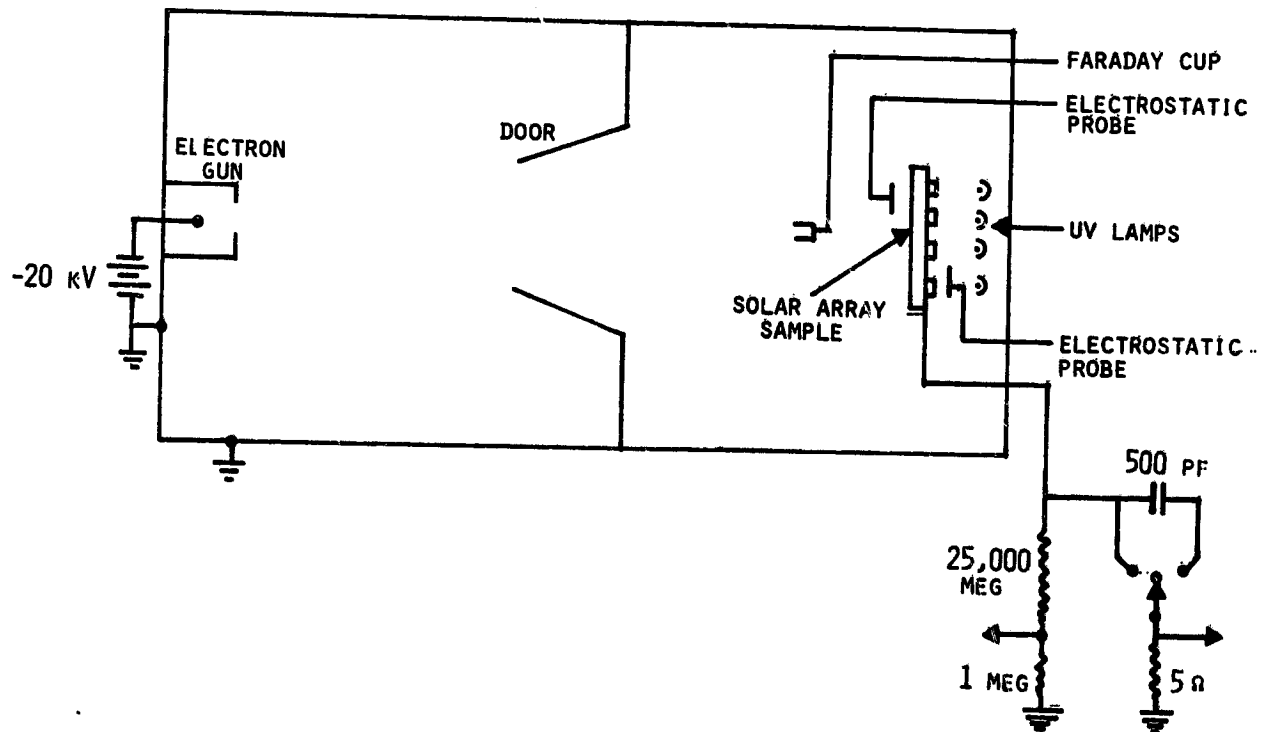 FARADAY CUP
ELECTROSTATIC
PROBE
DOOR
ELECTRON
GUN
UV LAMPS
-20 KV
SOLAR ARRAY
SAMPLE
ELECTROSTATIC
PROBE
500 PF
25,000
MEG
1 MEG
5 Ω